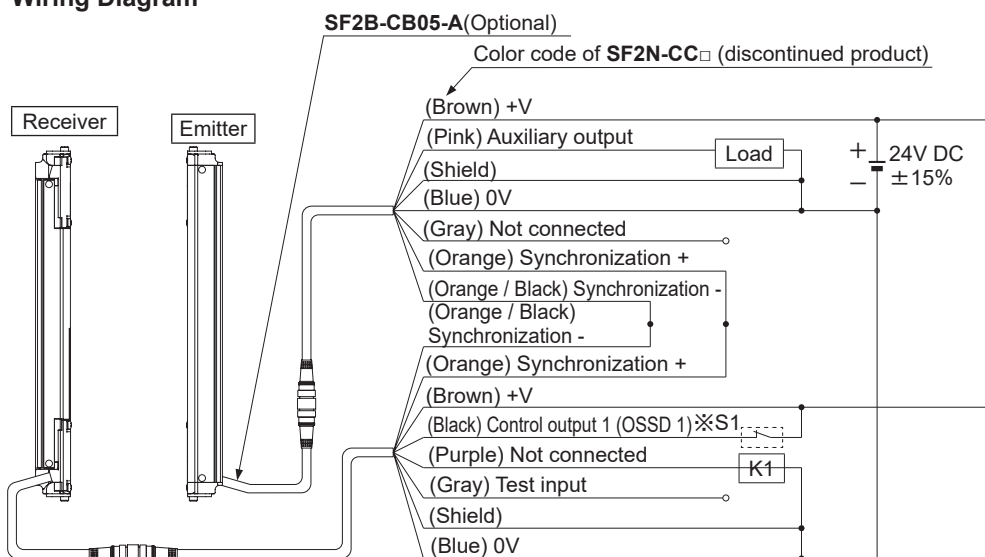 Wiring Diagram
SF2B-CB05-A(Optional)
Color code of SF2N-CC□ (discontinued product)
Receiver
Emitter
(Brown) +V
(Pink) Auxiliary output
Load
+
24V DC
(Shield)
− ±15%
(Blue) 0V
(Gray) Not connected
(Orange) Synchronization +
(Orange / Black) Synchronization -
(Orange / Black)
Synchronization -
(Orange) Synchronization +
(Brown) +V
(Black) Control output 1 (OSSD 1) ※S1
(Purple) Not connected
K1
(Gray) Test input
(Shield)
(Blue) 0V